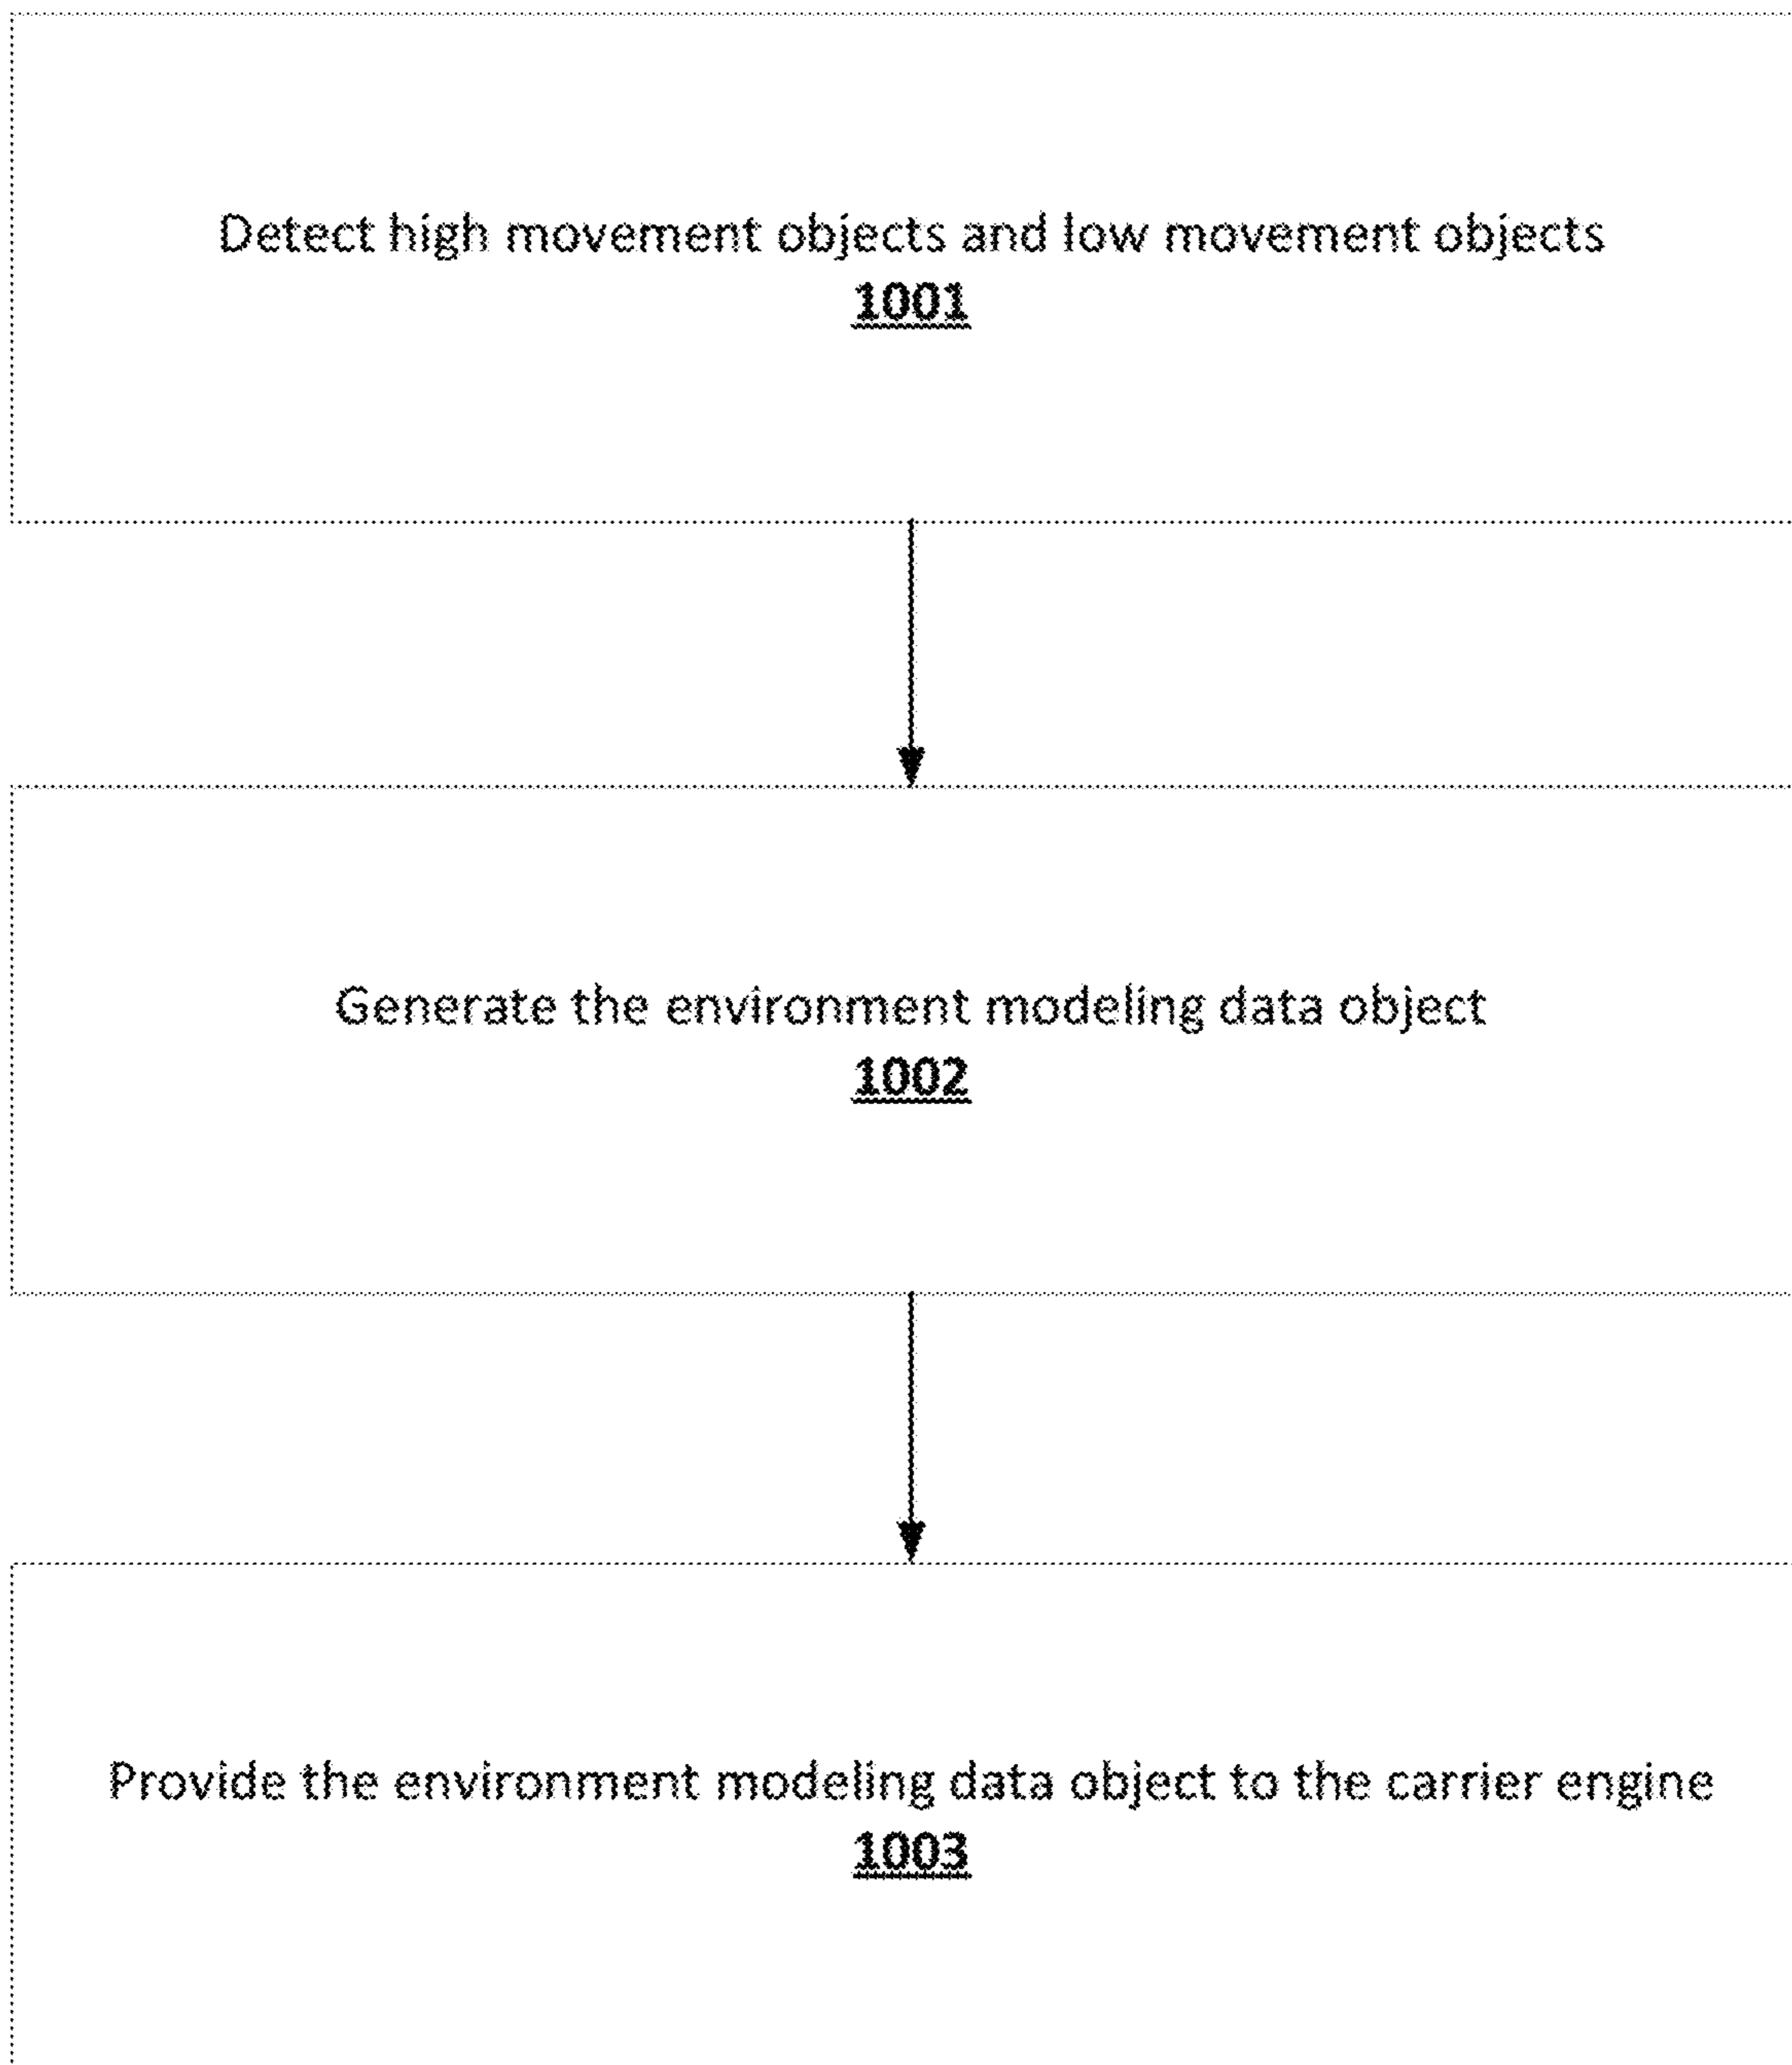 Detect high movement objects and low movement objects
1001
Generate the environment modeling data object
1002
Provide the environment modeling data object to the carrier engine
1003